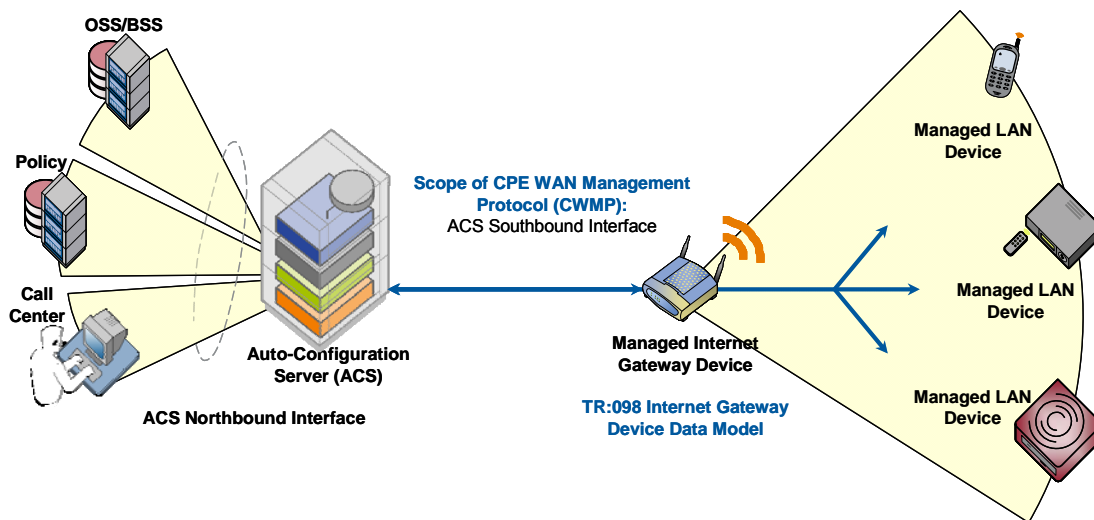 OSS/BSS
Policy
Call
Center
Auto-Configuration
Server (ACS)
ACS Northbound Interface
Scope of CPE WAN Management
Protocol (CWMP):
ACS Southbound Interface
Managed Internet
Gateway Device
TR:098 Internet Gateway
Device Data Model
Managed LAN
Device
Managed LAN
Device
Managed LAN
Device